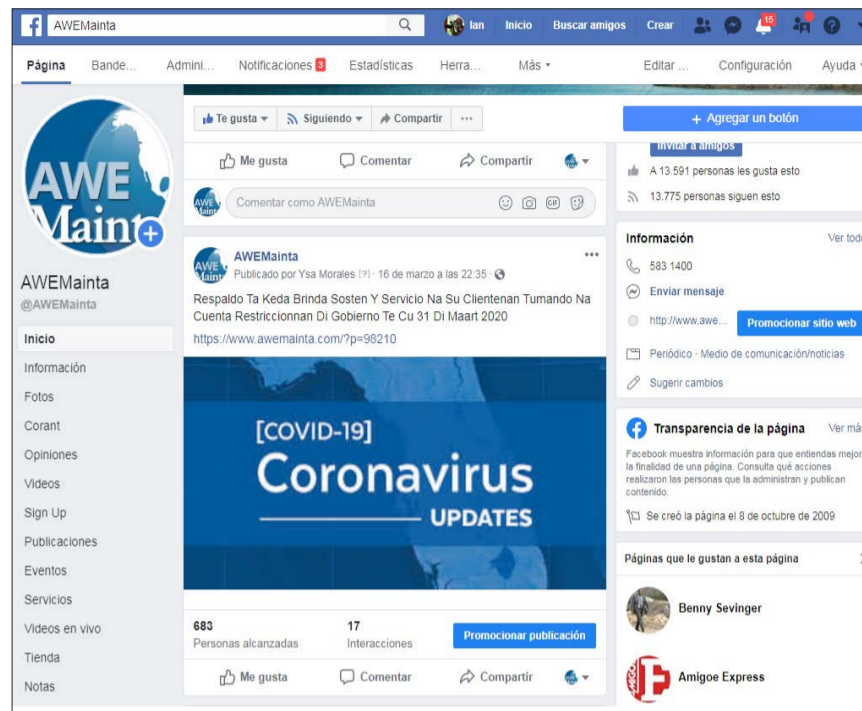 AWEMainta
Ian
Inicio
Buscar amigos
Crear
15
Página
Bande...
Admini...
Notificaciones 3
Estadísticas
Herra...
Más
Editar ...
Configuración
Ayuda
AWE
Mainta
AWEMainta
@AWEMainta
Inicio
Información
Fotos
Corant
Opiniones
Videos
Sign Up
Publicaciones
Eventos
Servicios
Videos en vivo
Tienda
Notas
Te gusta
Siguiendo
Compartir
...
Me gusta
Comentar
Compartir
Comentar como AWEMainta
GIF
AWEMainta
Publicado por Ysa Morales [?] · 16 de marzo a las 22:35 ·
Respaldo Ta Keda Brinda Sosten Y Servicio Na Su Clientenan Tumando Na
Cuenta Restriccionnan Di Gobierno Te Cu 31 Di Maart 2020
https://www.awemainta.com/?p=98210
[COVID-19]
Coronavirus
UPDATES
683
Personas alcanzadas
17
Interacciones
Promocionar publicación
Me gusta
Comentar
Compartir
+ Agregar un botón
Invitar a amigos
A 13.591 personas les gusta esto
13.775 personas siguen esto
Información
Ver todo
583 1400
Enviar mensaje
http://www.awe...
Promocionar sitio web
Periódico · Medio de comunicación/noticias
Sugerir cambios
Transparencia de la página
Ver más
Facebook muestra información para que entiendas mejor
la finalidad de una página. Consulta qué acciones
realizaron las personas que la administran y publican
contenido.
Se creó la página el 8 de octubre de 2009
Páginas que le gustan a esta página
Benny Sevinger
Amigoe Express